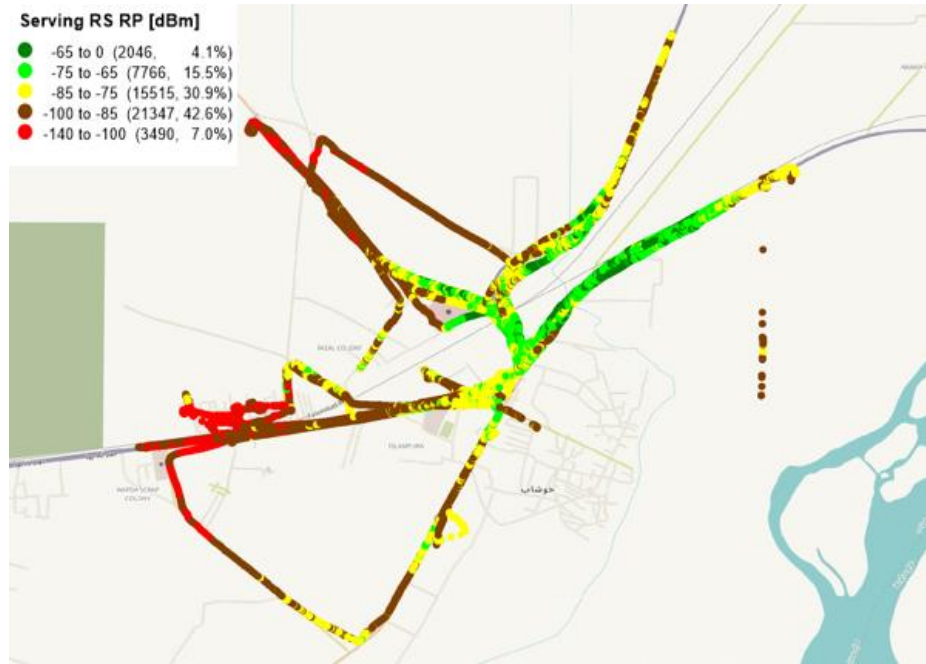 Serving RS RP [dBm]
-65 to 0 (2046, 4.1%)
-75 to -65 (7766, 15.5%)
-85 to -75 (15515, 30.9%)
-100 to -85 (21347, 42.6%)
-140 to -100 (3490, 7.0%)
FAZAL COLONY
ISLAMPURA
خوشاب
COLONY